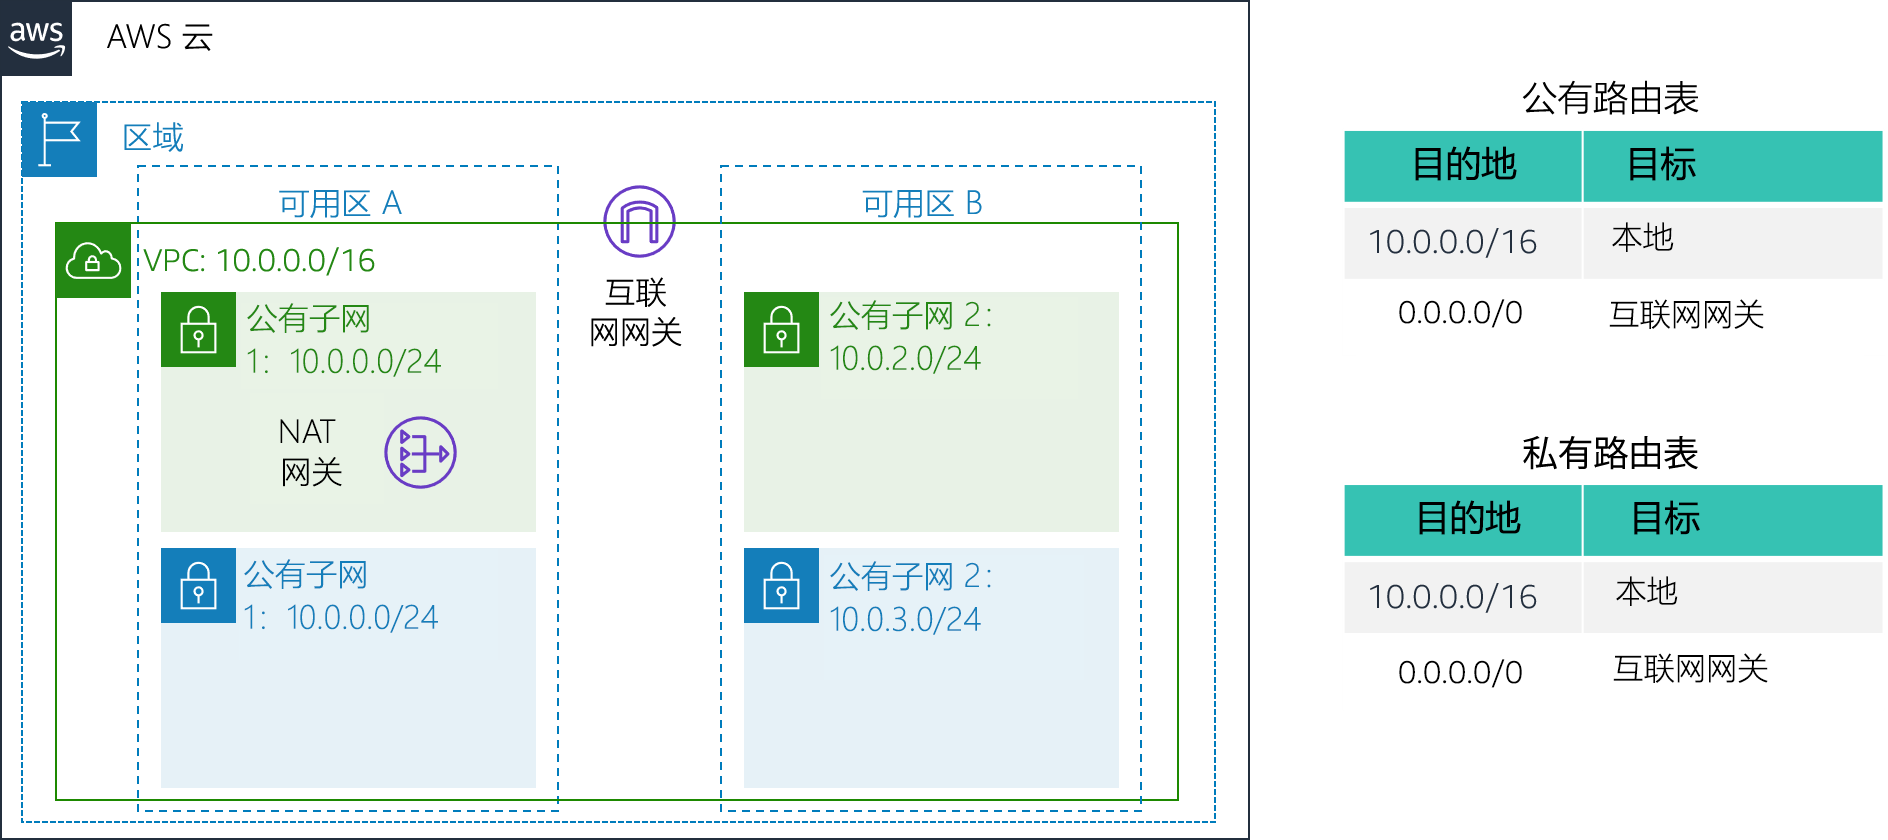 aws
AWS 云
区域
可用区 A
可用区 B
VPC: 10.0.0.0/16
公有子网
1: 10.0.0.0/24
NAT
网关
互联
网网关
公有子网 2:
10.0.2.0/24
公有子网
1: 10.0.0.0/24
公有子网 2:
10.0.3.0/24
公有路由表
目的地 目标
10.0.0.0/16 本地
0.0.0.0/0 互联网网关
私有路由表
目的地 目标
10.0.0.0/16 本地
0.0.0.0/0 互联网网关